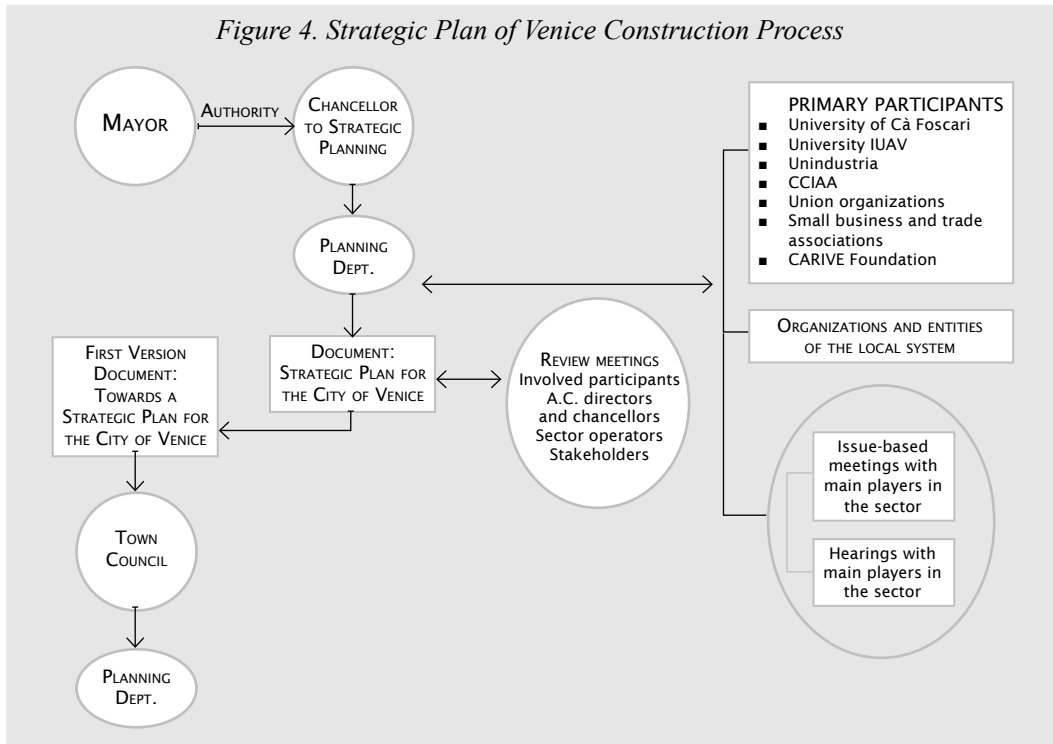 Figure 4. Strategic Plan of Venice Construction Process
MAYOR
AUTHORITY
CHANCELLOR
TO STRATEGIC
PLANNING
PLANNING
DEPT.
DOCUMENT:
STRATEGIC PLAN FOR
THE CITY OF VENICE
FIRST VERSION
DOCUMENT:
TOWARDS A
STRATEGIC PLAN FOR
THE CITY OF VENICE
TOWN
COUNCIL
PLANNING
DEPT.
REVIEW MEETINGS
Involved participants
A.C. directors
and chancellors
Sector operators
Stakeholders
PRIMARY PARTICIPANTS
■ University of Cà Foscari
■ University IUAV
■ Unindustria
■ CCIAA
■ Union organizations
■ Small business and trade
associations
■ CARIVE Foundation
ORGANIZATIONS AND ENTITIES
OF THE LOCAL SYSTEM
Issue-based
meetings with
main players in
the sector
Hearings with
main players in
the sector